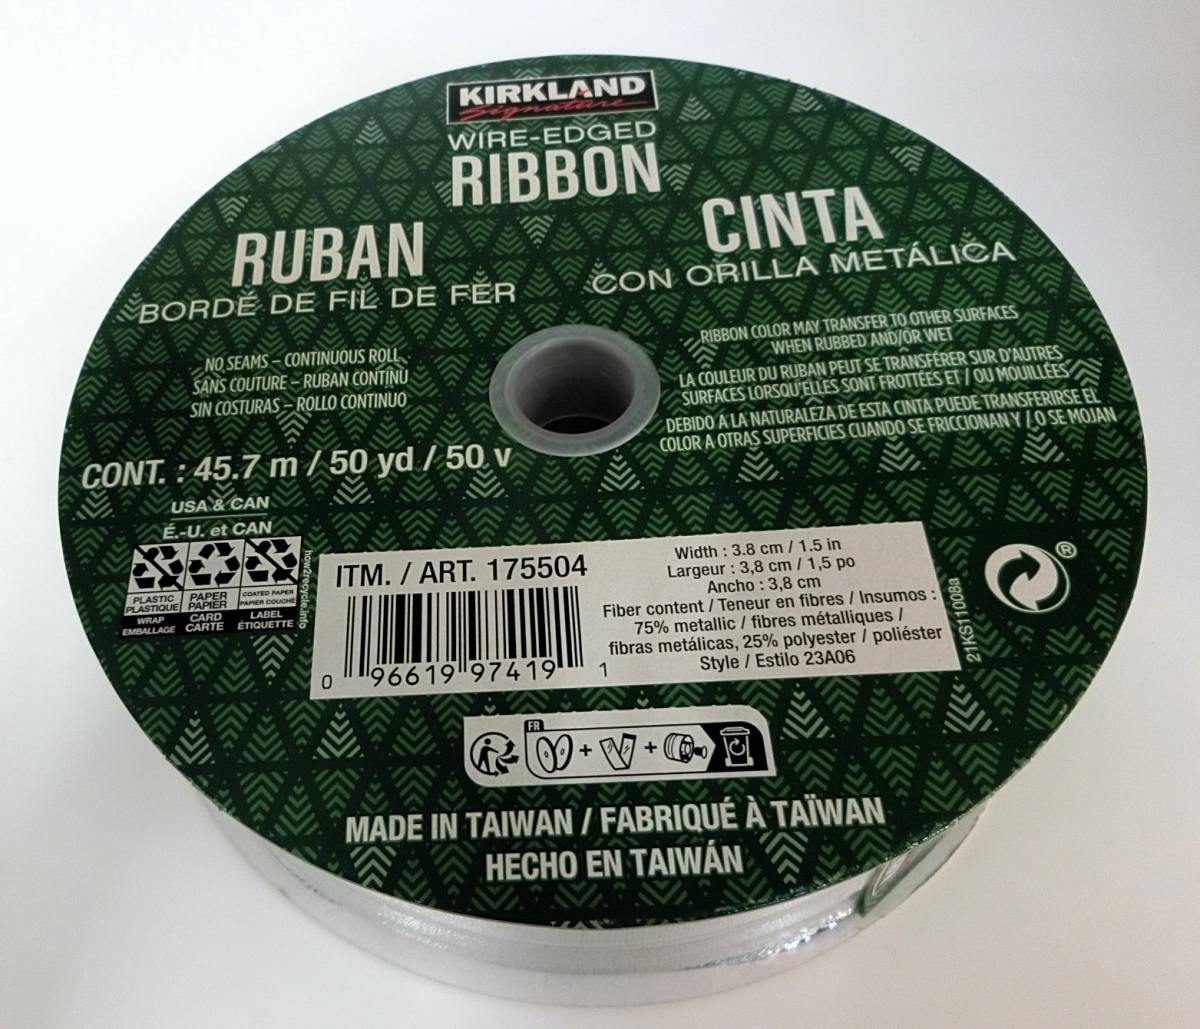 KIRKLAND
Signature
WIRE-EDGED
RIBBON
RUBAN
BORDÉ DE FIL DE FER
CINTA
CON ORILLA METÁLICA
NO SEAMS – CONTINUOUS ROLL
SANS COUTURE – RUBAN CONTINU
SIN COSTURAS – ROLLO CONTINUO
RIBBON COLOR MAY TRANSFER TO OTHER SURFACES
WHEN RUBBED AND/OR WET
LA COULEUR DU RUBAN PEUT SE TRANSFÉRER SUR D'AUTRES
SURFACES LORSQU'ELLES SONT FROTTÉES ET / OU MOUILLÉES
DEBIDO A LA NATURALEZA DE ESTA CINTA PUEDE TRANSFERIRSE EL
COLOR A OTRAS SUPERFICIES CUANDO SE FRICCIONAN Y / O SE MOJAN
CONT. : 45.7 m / 50 yd / 50 v
USA & CAN
É.-U. et CAN
PLASTIC
PLASTIQUE
WRAP
EMBALLAGE
PAPER
PAPIER
CARD
CARTE
COATED PAPER
PAPIER COUCHÉ
LABEL
ÉTIQUETTE
how2recycle.info
ITM. / ART. 175504
0 96619 97419 1
Width : 3.8 cm / 1.5 in
Largeur : 3,8 cm / 1,5 po
Ancho : 3,8 cm
Fiber content / Teneur en fibres / Insumos :
75% metallic / fibres métalliques /
fibras metálicas, 25% polyester / poliéster
Style / Estilo 23A06
21KS11008a
®
FR
+ +
MADE IN TAIWAN / FABRIQUÉ À TAÏWAN
HECHO EN TAIWÁN